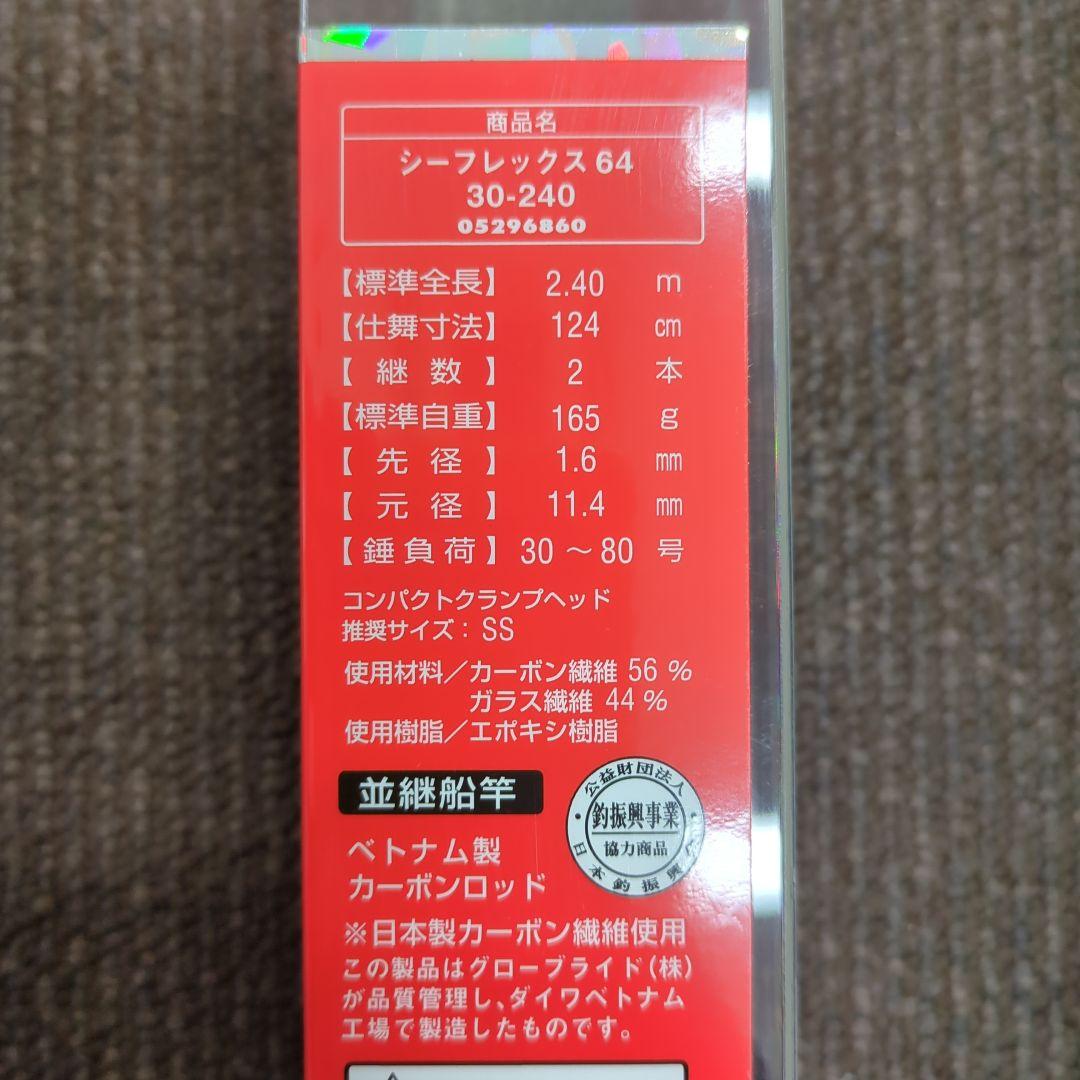 商品名
シーフレックス 64
30-240
05296860
【標準全長】 2.40 m
【仕舞寸法】 124 cm
【継数】 2 本
【標準自重】 165 g
【先径】 1.6 mm
【元径】 11.4 mm
【錘負荷】 30～80 号
コンパクトクランプヘッド
推奨サイズ：SS
使用材料／カーボン繊維 56 %
ガラス繊維 44 %
使用樹脂／エポキシ樹脂
並継船竿
公益財団法人
釣振興事業
協力商品
日本釣振興
ベトナム製
カーボンロッド
※日本製カーボン繊維使用
この製品はグローブライド（株）
が品質管理し、ダイワベトナム
工場で製造したものです。